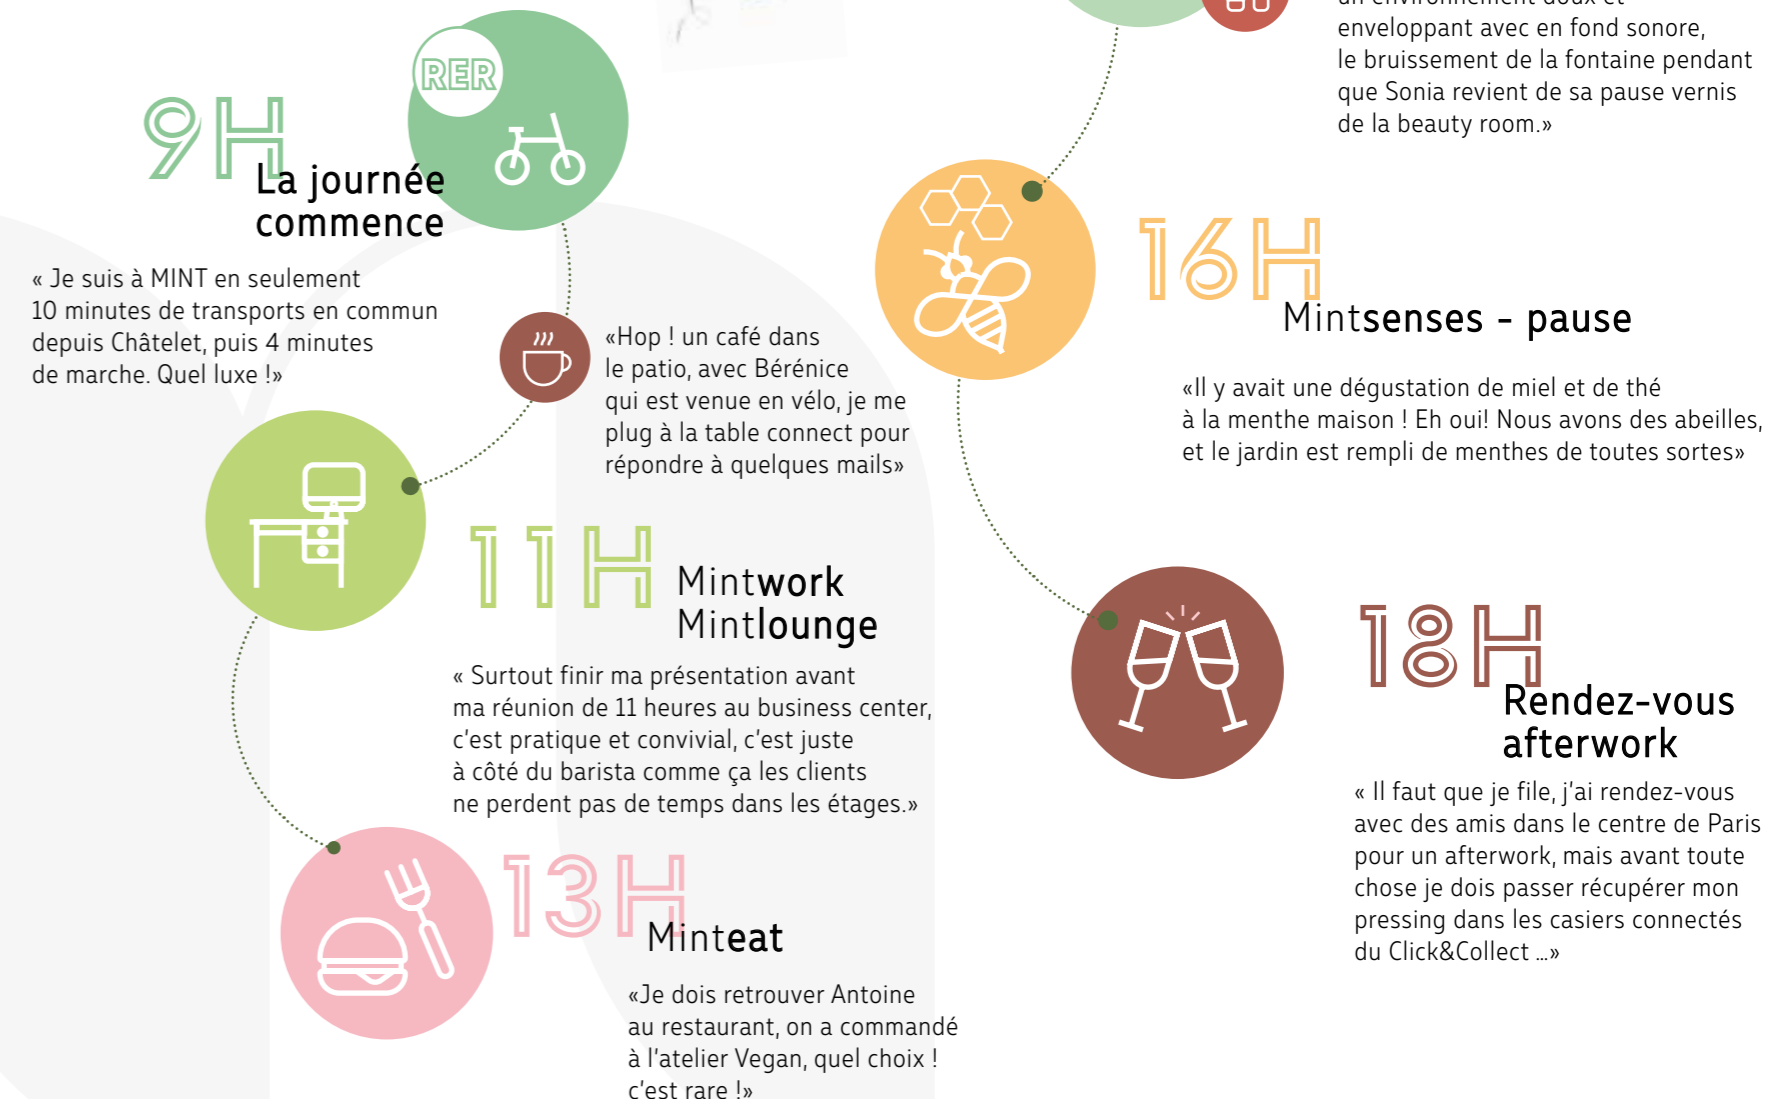 RER
9H
La journée
commence
« Je suis à MINT en seulement
10 minutes de transports en commun
depuis Châtelet, puis 4 minutes
de marche. Quel luxe !»
«Hop ! un café dans
le patio, avec Bérénice
qui est venue en vélo, je me
plug à la table connect pour
répondre à quelques mails»
11H
Mintwork
Mintlounge
« Surtout finir ma présentation avant
ma réunion de 11 heures au business center,
c'est pratique et convivial, c'est juste
à côté du barista comme ça les clients
ne perdent pas de temps dans les étages.»
13H
Minteat
«Je dois retrouver Antoine
au restaurant, on a commandé
à l'atelier Vegan, quel choix !
c'est rare !»
un environnement doux et
enveloppant avec en fond sonore,
le bruissement de la fontaine pendant
que Sonia revient de sa pause vernis
de la beauty room.»
16H
Mintsenses - pause
«Il y avait une dégustation de miel et de thé
à la menthe maison ! Eh oui! Nous avons des abeilles,
et le jardin est rempli de menthes de toutes sortes»
18H
Rendez-vous
afterwork
« Il faut que je file, j'ai rendez-vous
avec des amis dans le centre de Paris
pour un afterwork, mais avant toute
chose je dois passer récupérer mon
pressing dans les casiers connectés
du Click&Collect ...»